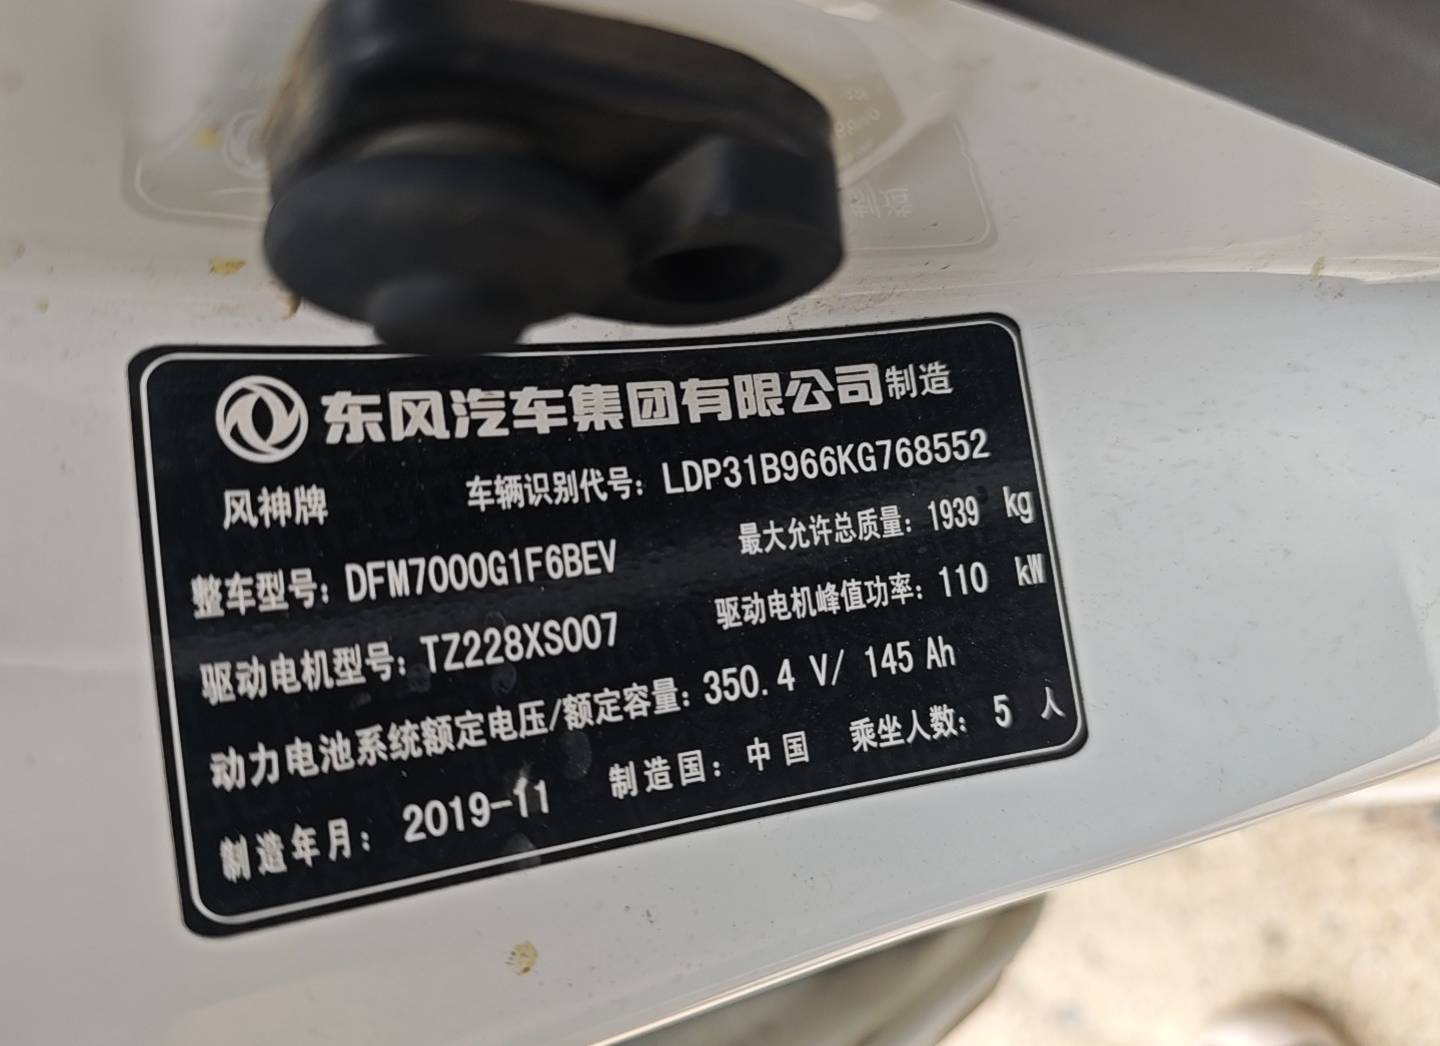 东风汽车集团有限公司制造
风神牌 车辆识别代号: LDP31B966KG768552
整车型号: DFM7000G1F6BEV 最大允许总质量: 1939 kg
驱动电机型号: TZ228XS007 驱动电机峰值功率: 110 kW
动力电池系统额定电压/额定容量: 350.4 V/ 145 Ah
制造年月: 2019-11 制造国: 中国 乘坐人数: 5 人